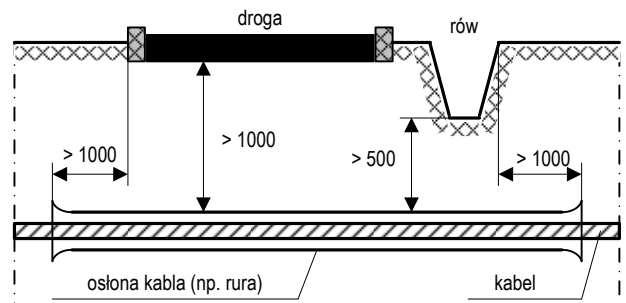 droga
rów
> 1000
> 1000
> 500
> 1000
osłona kabla (np. rura)
kabel